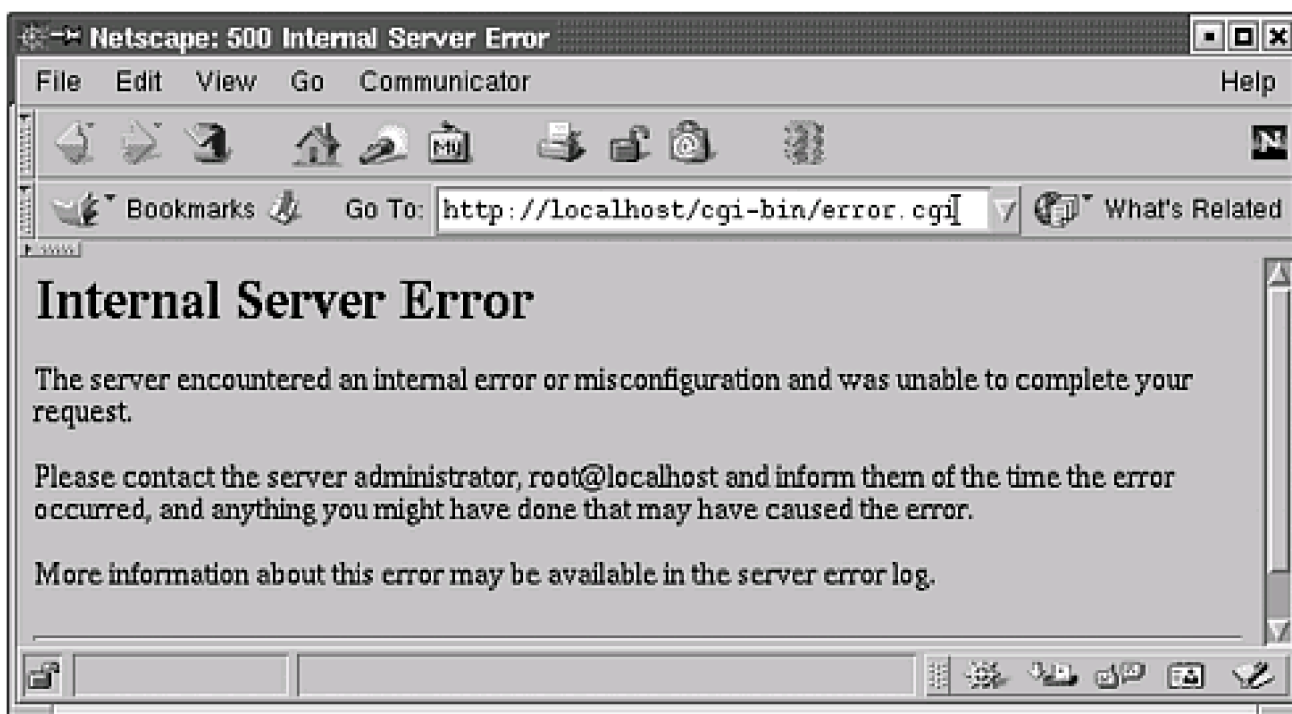 Netscape: 500 Internal Server Error
File Edit View Go Communicator Help
My N
Bookmarks Go To: http://localhost/cgi-bin/error.cgi What's Related
Internal Server Error
The server encountered an internal error or misconfiguration and was unable to complete your
request.
Please contact the server administrator, root@localhost and inform them of the time the error
occurred, and anything you might have done that may have caused the error.
More information about this error may be available in the server error log.